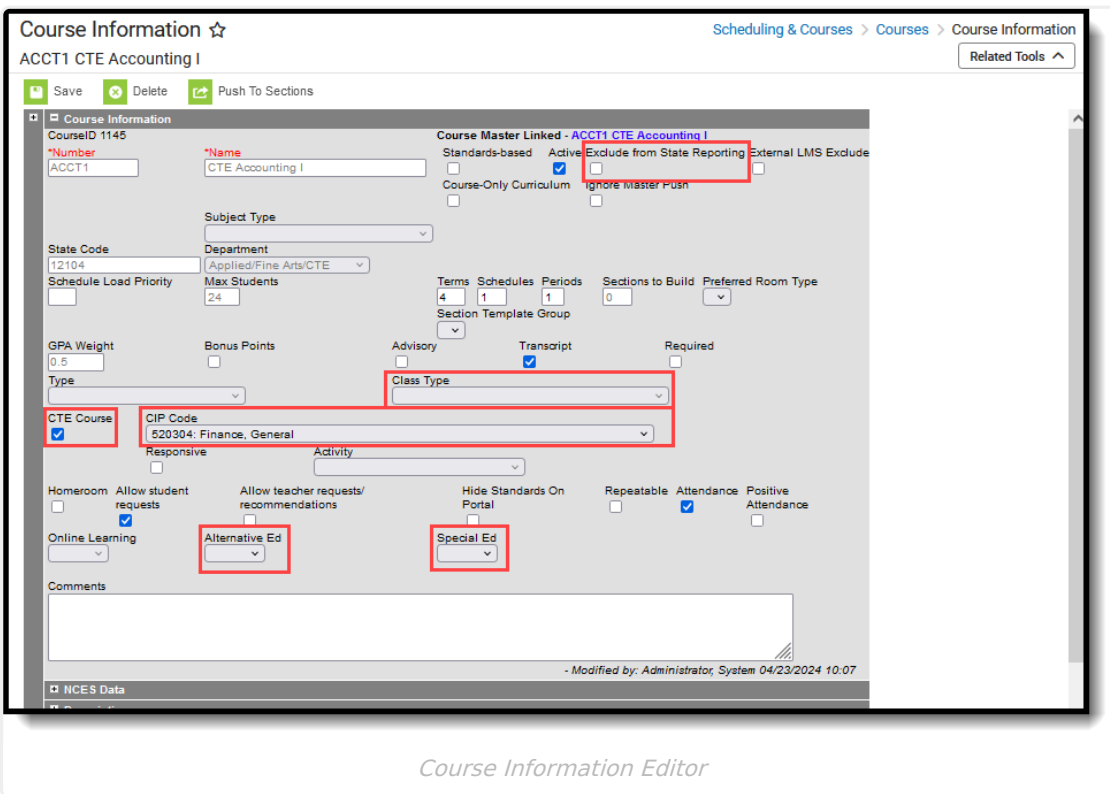 Course Information
Scheduling & Courses > Courses > Course Information
ACCT1 CTE Accounting I
Related Tools
Save Delete Push To Sections
Course Information
CourseID 1145 Course Master Linked - ACCT1 CTE Accounting I
*Number *Name Standards-based Active Exclude from State Reporting External LMS Exclude
ACCT1 CTE Accounting I
Course-Only Curriculum Ignore Master Push
Subject Type
State Code Department
12104 Applied/Fine Arts/CTE
Schedule Load Priority Max Students Terms Schedules Periods Sections to Build Preferred Room Type
24 4 1 1 0
Section Template Group
GPA Weight Bonus Points Advisory Transcript Required
0.5
Type Class Type
CTE Course CIP Code
520304: Finance, General
Responsive Activity
Homeroom Allow student requests Allow teacher requests/ recommendations Hide Standards On Portal Repeatable Attendance Positive Attendance
Online Learning Alternative Ed Special Ed
Comments
- Modified by: Administrator, System 04/23/2024 10:07
NCES Data
Course Information Editor